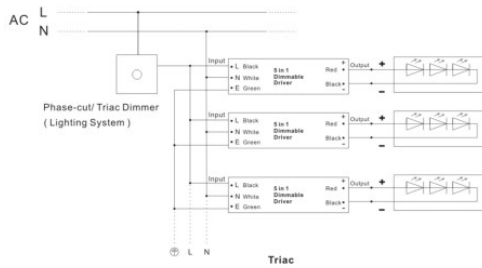 AC
L
N
Phase-cut/ Triac Dimmer
( Lighting System )
Input
L Black
N White
E Green
5 in 1
Dimmable
Driver
+
Red
Black
-
Output
+
-
Input
L Black
N White
E Green
5 in 1
Dimmable
Driver
+
Red
Black
-
Output
+
-
Input
L Black
N White
E Green
5 in 1
Dimmable
Driver
+
Red
Black
-
Output
+
-
L N
Triac